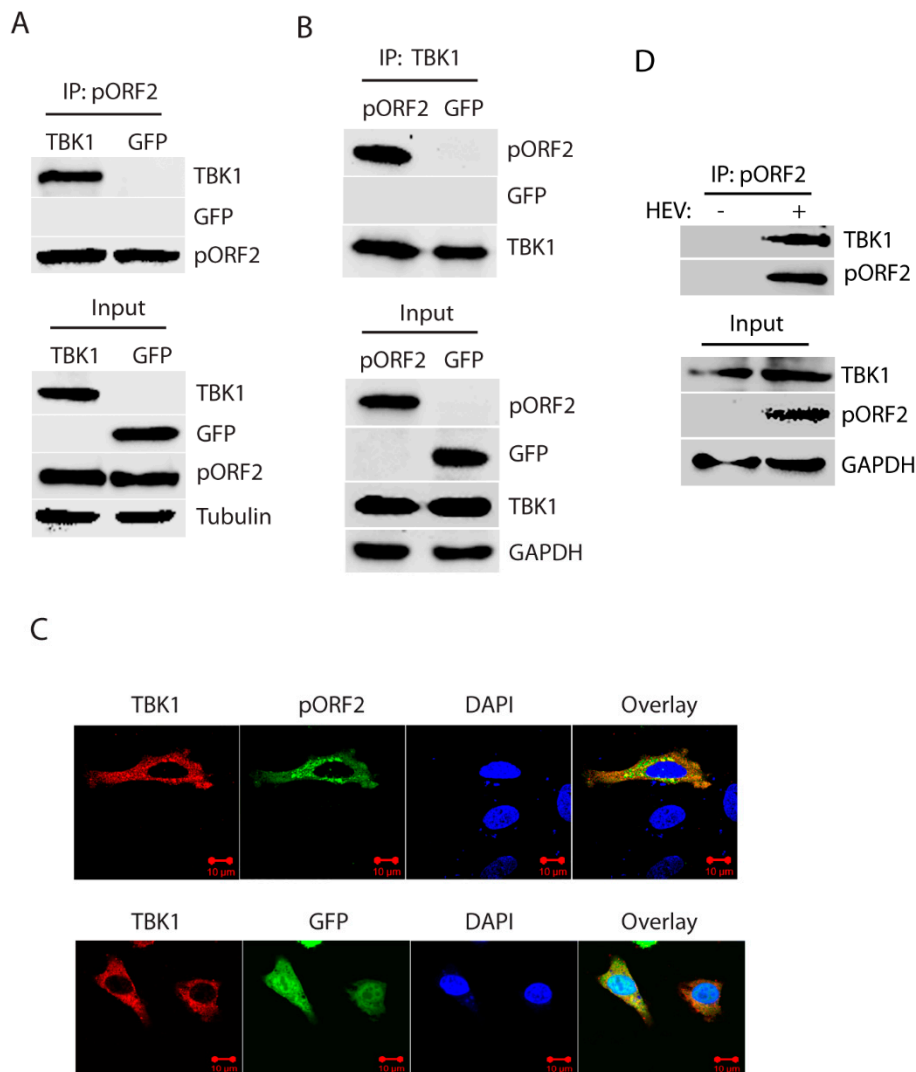 A
IP: pORF2
TBK1 GFP
TBK1
GFP
pORF2
Input
TBK1 GFP
TBK1
GFP
pORF2
Tubulin
B
IP: TBK1
pORF2 GFP
pORF2
GFP
TBK1
Input
pORF2 GFP
pORF2
GFP
TBK1
GAPDH
D
IP: pORF2
HEV: - +
TBK1
pORF2
Input
TBK1
pORF2
GAPDH
C
TBK1 pORF2 DAPI Overlay
10 µm 10 µm 10 µm 10 µm
TBK1 GFP DAPI Overlay
10 µm 10 µm 10 µm 10 µm